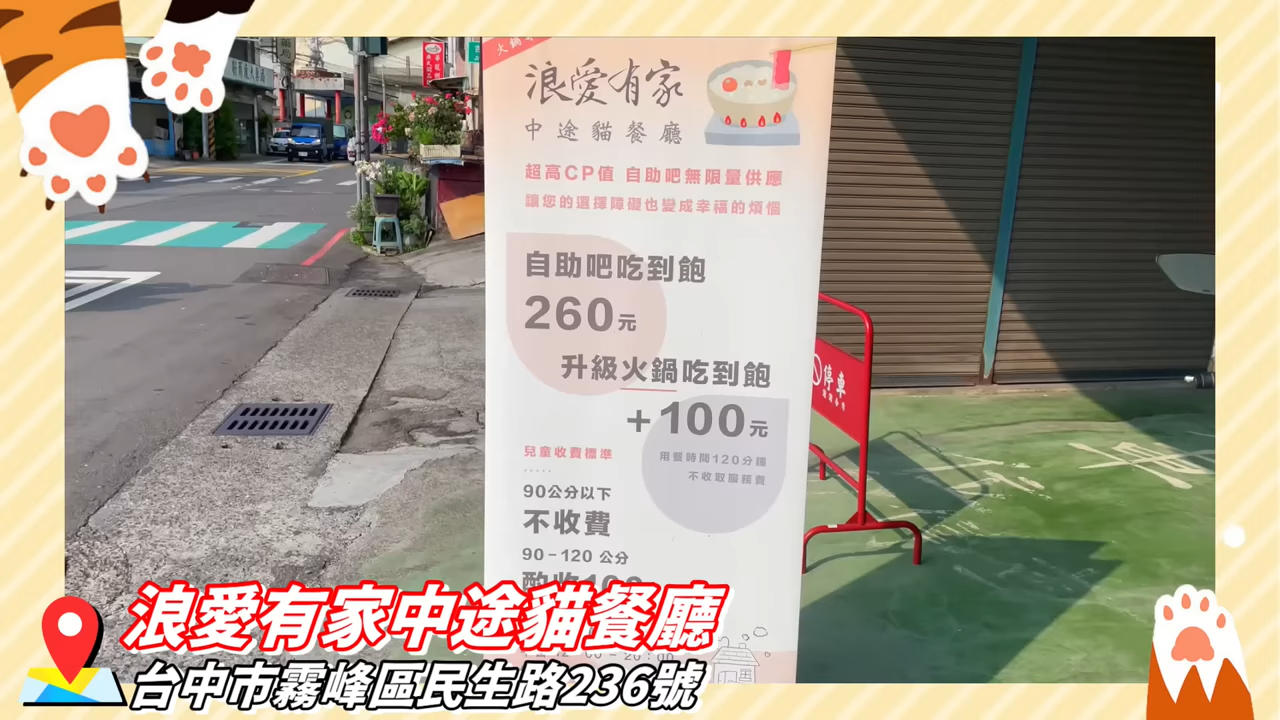 浪愛有家
中途貓餐廳
超高CP值 自助吧無限量供應
讓您的選擇障礙也變成幸福的煩惱
自助吧吃到飽
260元
升級火鍋吃到飽
+100元
用餐時間120分鐘
不收取服務費
兒童收費標準
90公分以下
不收費
90-120 公分
酌收100
停車
浪愛有家中途貓餐廳
台中市霧峰區民生路236號